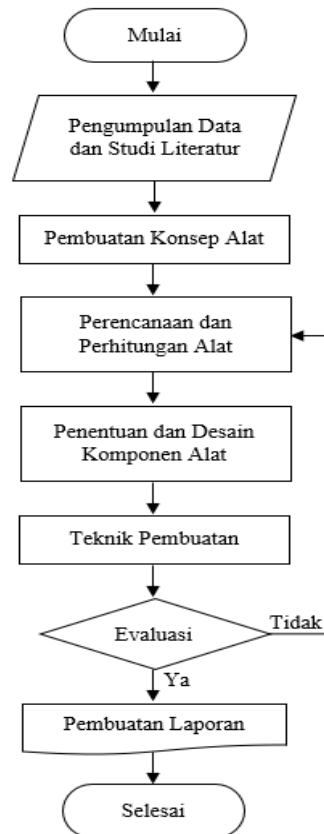 Mulai
Pengumpulan Data
dan Studi Literatur
Pembuatan Konsep Alat
Perencanaan dan
Perhitungan Alat
Penentuan dan Desain
Komponen Alat
Teknik Pembuatan
Evaluasi
Tidak
Ya
Pembuatan Laporan
Selesai